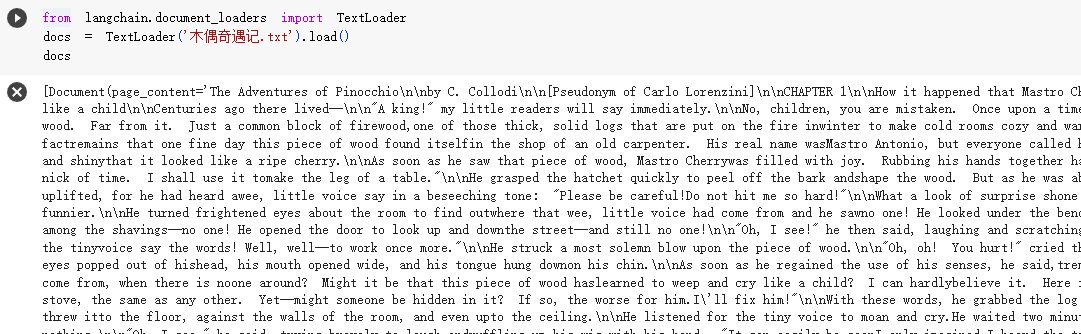 from langchain.document_loaders import TextLoader
docs = TextLoader('木偶奇遇记.txt').load()
docs
[Document(page_content='The Adventures of Pinocchio\n\nby C. Collodi\n\n[Pseudonym of Carlo Lorenzini]\n\nCHAPTER 1\n\nHow it happened that Mastro
like a child\n\nCenturies ago there lived——\n\n"A king!" my little readers will say immediately.\n\nNo, children, you are mistaken.  Once upon a time
wood.  Far from it.  Just a common block of firewood,one of those thick, solid logs that are put on the fire inwinter to make cold rooms cozy and
factremains that one fine day this piece of wood found itselfin the shop of an old carpenter.  His real name wasMastro Antonio, but everyone called
and shinythat it looked like a ripe cherry.\n\nAs soon as he saw that piece of wood, Mastro Cherrywas filled with joy.  Rubbing his hands together
nick of time.  I shall use it tomake the leg of a table."\n\nHe grasped the hatchet quickly to peel off the bark andshape the wood.  But as he was
uplifted, for he had heard awee, little voice say in a beseeching tone:  "Please be careful!Do not hit me so hard!"\n\nWhat a look of surprise shone
funnier.\n\nHe turned frightened eyes about the room to find outwhere that wee, little voice had come from and he sawno one! He looked under the
among the shavings——no one! He opened the door to look up and downthe street——and still no one!\n\n"Oh, I see!" he then said, laughing and
the tinyvoice say the words! Well, well——to work once more."\n\nHe struck a most solemn blow upon the piece of wood.\n\n"Oh, oh!  You hurt!" cried
eyes popped out of hishead, his mouth opened wide, and his tongue hung downon his chin.\n\nAs soon as he regained the use of his senses, he
come from, when there is noone around?  Might it be that this piece of wood haslearned to weep and cry like a child?  I can hardlybelieve it.  Here
stove, the same as any other.  Yet——might someone be hidden in it?  If so, the worse for him.I\'ll fix him!"\n\nWith these words, he grabbed the log
threw itto the floor, against the walls of the room, and even upto the ceiling.\n\nHe listened for the tiny voice to moan and cry.He waited two